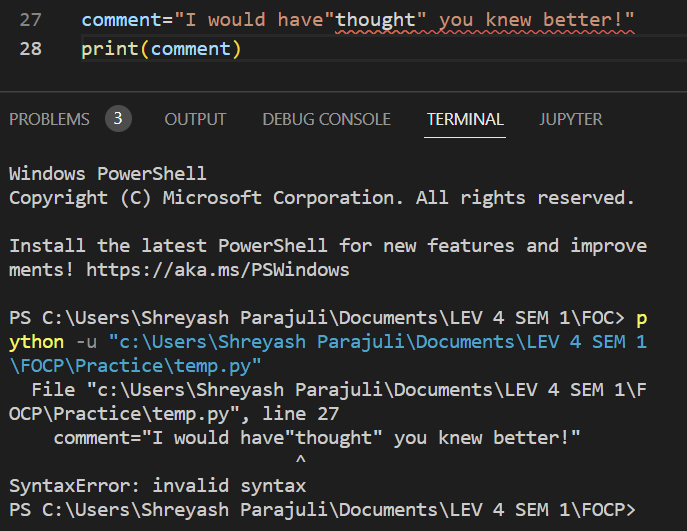 27 comment="I would have"thought" you knew better!"
28 print(comment)
PROBLEMS 3 OUTPUT DEBUG CONSOLE TERMINAL JUPYTER
Windows PowerShell
Copyright (C) Microsoft Corporation. All rights reserved.
Install the latest PowerShell for new features and improve
ments! https://aka.ms/PSWindows
PS C:\Users\Shreyash Parajuli\Documents\LEV 4 SEM 1\FOC> p
ython -u "c:\Users\Shreyash Parajuli\Documents\LEV 4 SEM 1
\FOCP\Practice\temp.py"
  File "c:\Users\Shreyash Parajuli\Documents\LEV 4 SEM 1\F
OCP\Practice\temp.py", line 27
    comment="I would have"thought" you knew better!"
                          ^
SyntaxError: invalid syntax
PS C:\Users\Shreyash Parajuli\Documents\LEV 4 SEM 1\FOCP>